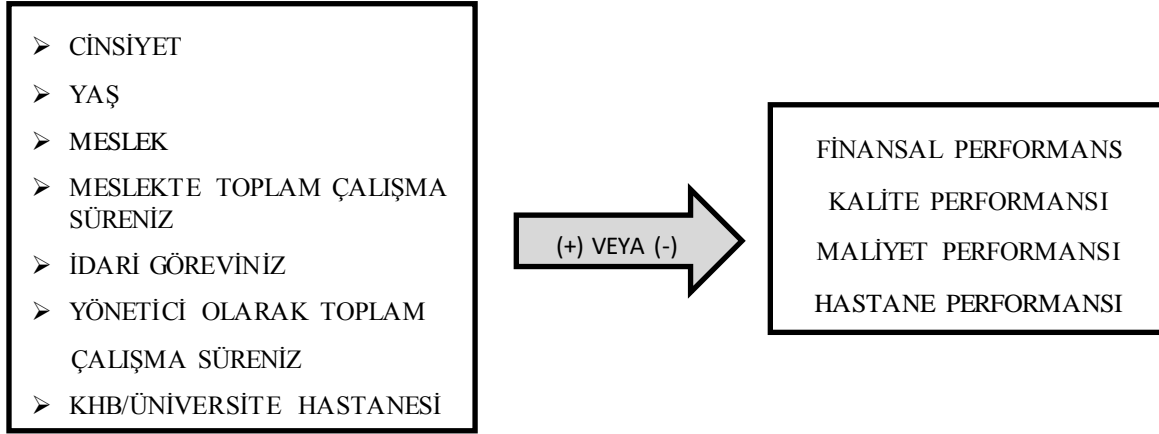 ➢ CİNSİYET
➢ YAŞ
➢ MESLEK
➢ MESLEKTE TOPLAM ÇALIŞMA
SÜRENİZ
➢ İDARİ GÖREVİNİZ
➢ YÖNETİCİ OLARAK TOPLAM
ÇALIŞMA SÜRENİZ
➢ KHB/ÜNİVERSİTE HASTANESİ
(+) VEYA (-)
FİNANSAL PERFORMANS
KALİTE PERFORMANSI
MALİYET PERFORMANSI
HASTANE PERFORMANSI